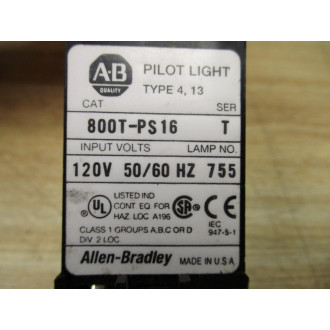 A-B
QUALITY
PILOT LIGHT
TYPE 4, 13
CAT SER
800T-PS16 T
INPUT VOLTS LAMP NO.
120V 50/60 HZ 755
UL LISTED IND
CONT EQ FOR
HAZ LOC A196
CLASS 1 GROUPS A,B,C OR D
DIV 2 LOC
SA
CE
IEC
947-5-1
Allen-Bradley MADE IN U.S.A.